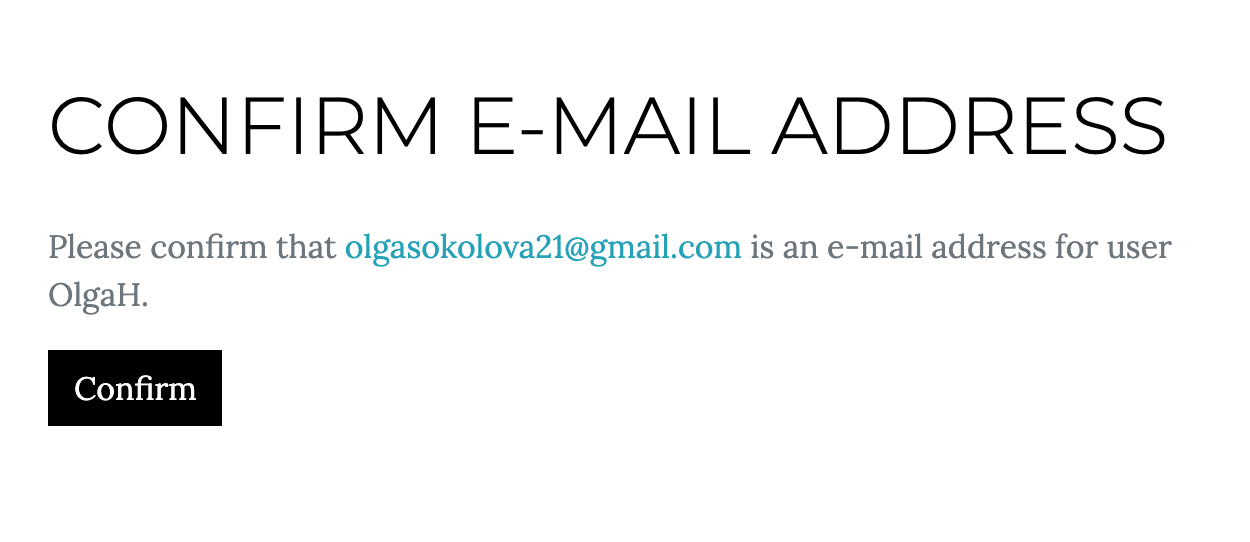 CONFIRM E-MAIL ADDRESS
Please confirm that olgasokolova21@gmail.com is an e-mail address for user
OlgaH.
Confirm